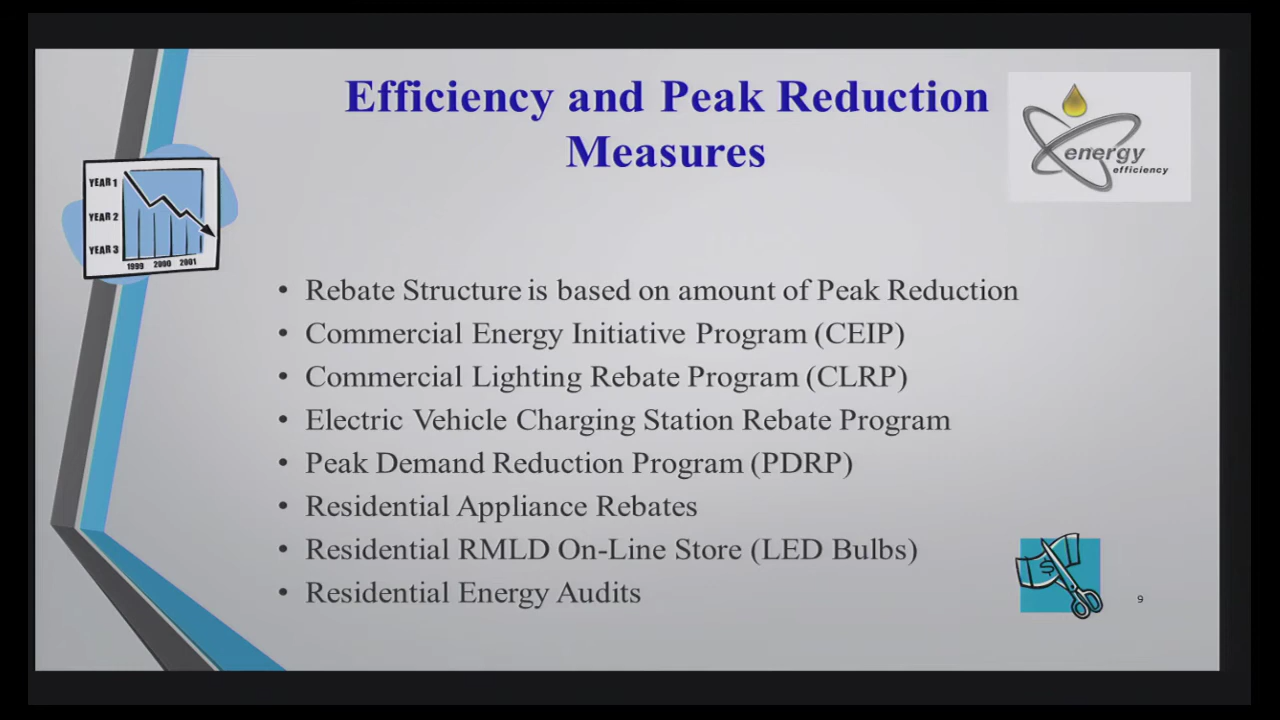 Efficiency and Peak Reduction
Measures
energy
efficiency
YEAR 1
YEAR 2
YEAR 3
1999 2000 2001
• Rebate Structure is based on amount of Peak Reduction
• Commercial Energy Initiative Program (CEIP)
• Commercial Lighting Rebate Program (CLRP)
• Electric Vehicle Charging Station Rebate Program
• Peak Demand Reduction Program (PDRP)
• Residential Appliance Rebates
• Residential RMLD On-Line Store (LED Bulbs)
• Residential Energy Audits
$
9